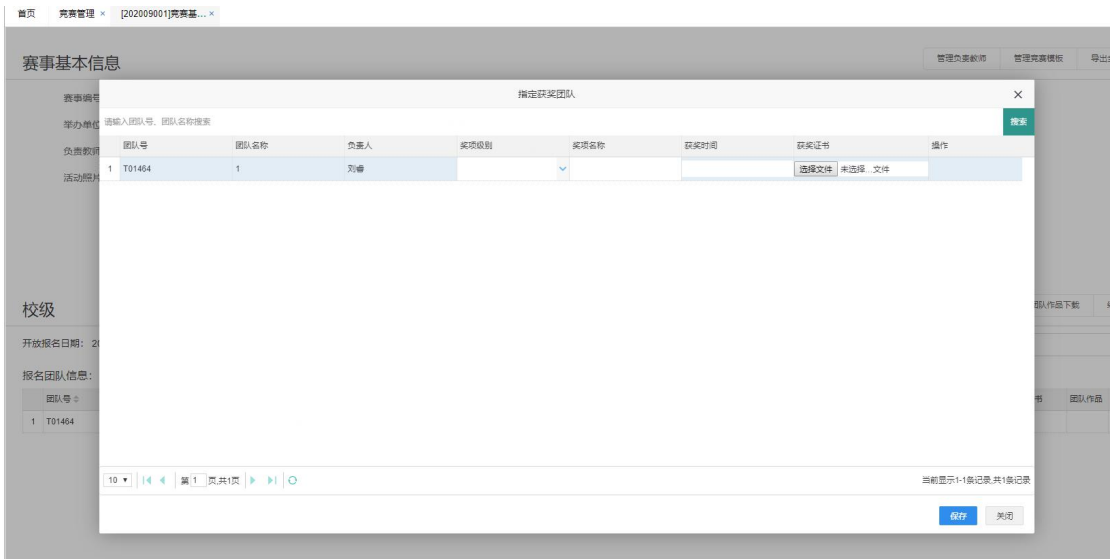 首页 竞赛管理 × [202009001]竞赛基... ×
赛事基本信息 管理负责教师 管理竞赛模板 导出
赛事编号
举办单位
负责教师
活动照片
指定获奖团队 ×
请输入团队号、团队名称搜索 搜索
团队号 团队名称 负责人 奖项级别 奖项名称 获奖时间 获奖证书 操作
1 T01464 1 刘睿 选择文件 未选择...文件
校级 团队作品下载
开放报名日期: 20
报名团队信息:
团队号 书 团队作品
1 T01464
10 第 1 页,共1页 当前显示1-1条记录,共1条记录
保存 关闭